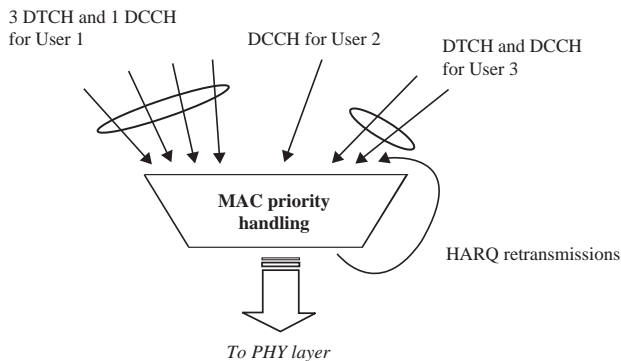 3 DTCH and 1 DCCH
for User 1
DCCH for User 2
DTCH and DCCH
for User 3
MAC priority
handling
HARQ retransmissions
To PHY layer